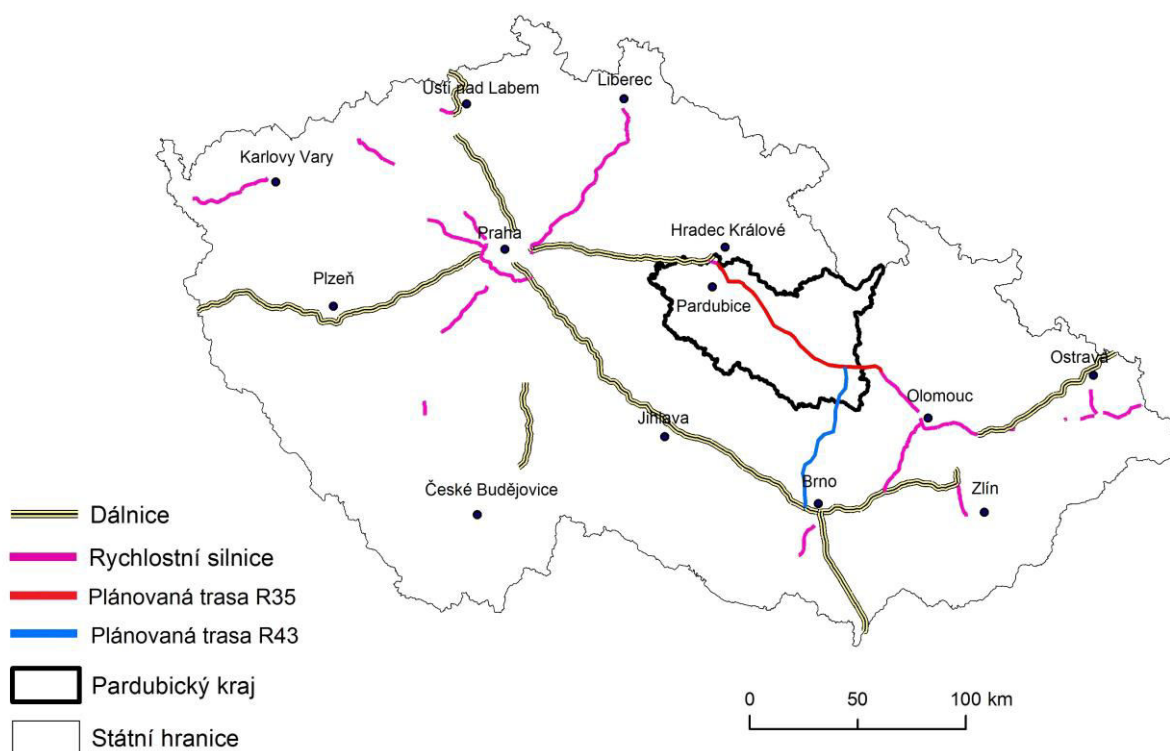 Ústí nad Labem
Liberec
Karlovy Vary
Praha
Hradec Králové
Plzeň
Pardubice
Ostrava
Olomouc
Jihlava
České Budějovice
Brno
Zlín
Dálnice
Rychlostní silnice
Plánovaná trasa R35
Plánovaná trasa R43
Pardubický kraj
Státní hranice
0 50 100 km